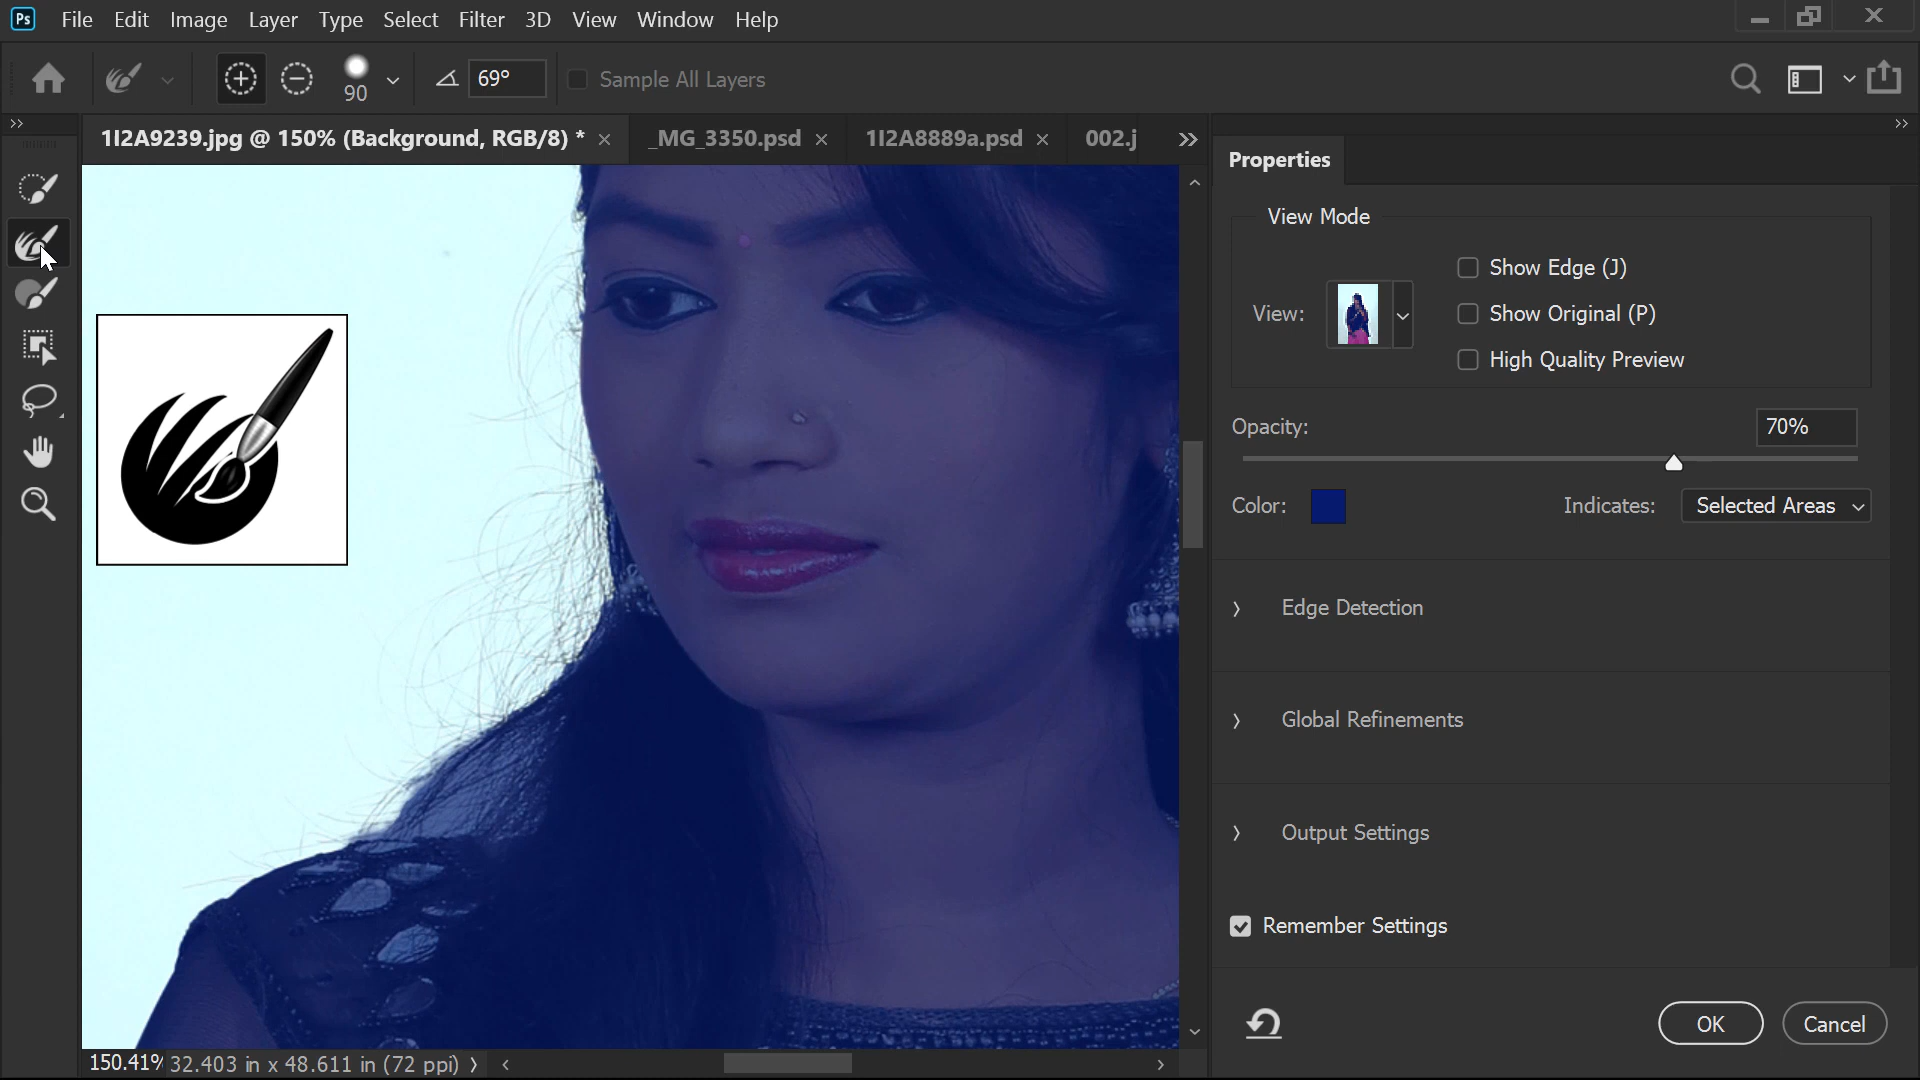 Ps File Edit Image Layer Type Select Filter 3D View Window Help
90 69° Sample All Layers
1I2A9239.jpg @ 150% (Background, RGB/8) * _MG_3350.psd 1I2A8889a.psd 002.j
Properties
View Mode
View:
Show Edge (J)
Show Original (P)
High Quality Preview
Opacity: 70%
Color: Indicates: Selected Areas
Edge Detection
Global Refinements
Output Settings
Remember Settings
OK Cancel
150.41% 32.403 in x 48.611 in (72 ppi)